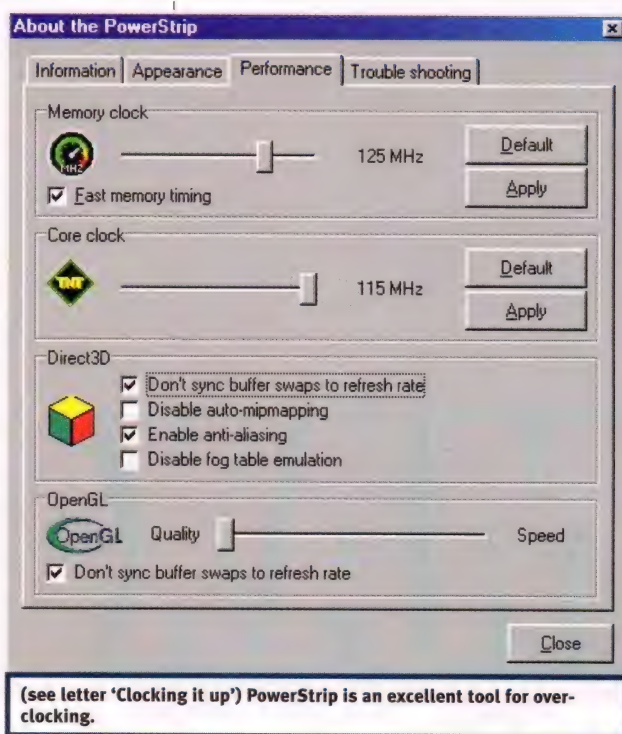 About the PowerStrip
Information Appearance Performance Trouble shooting
Memory clock
MHZ
125 MHz
Default
Fast memory timing
Apply
Core clock
TNT
115 MHz
Default
Apply
Direct3D
Don't sync buffer swaps to refresh rate
Disable auto-mipmapping
Enable anti-aliasing
Disable fog table emulation
OpenGL
OpenGL Quality Speed
Don't sync buffer swaps to refresh rate
Close
(see letter 'Clocking it up') PowerStrip is an excellent tool for over-
clocking.